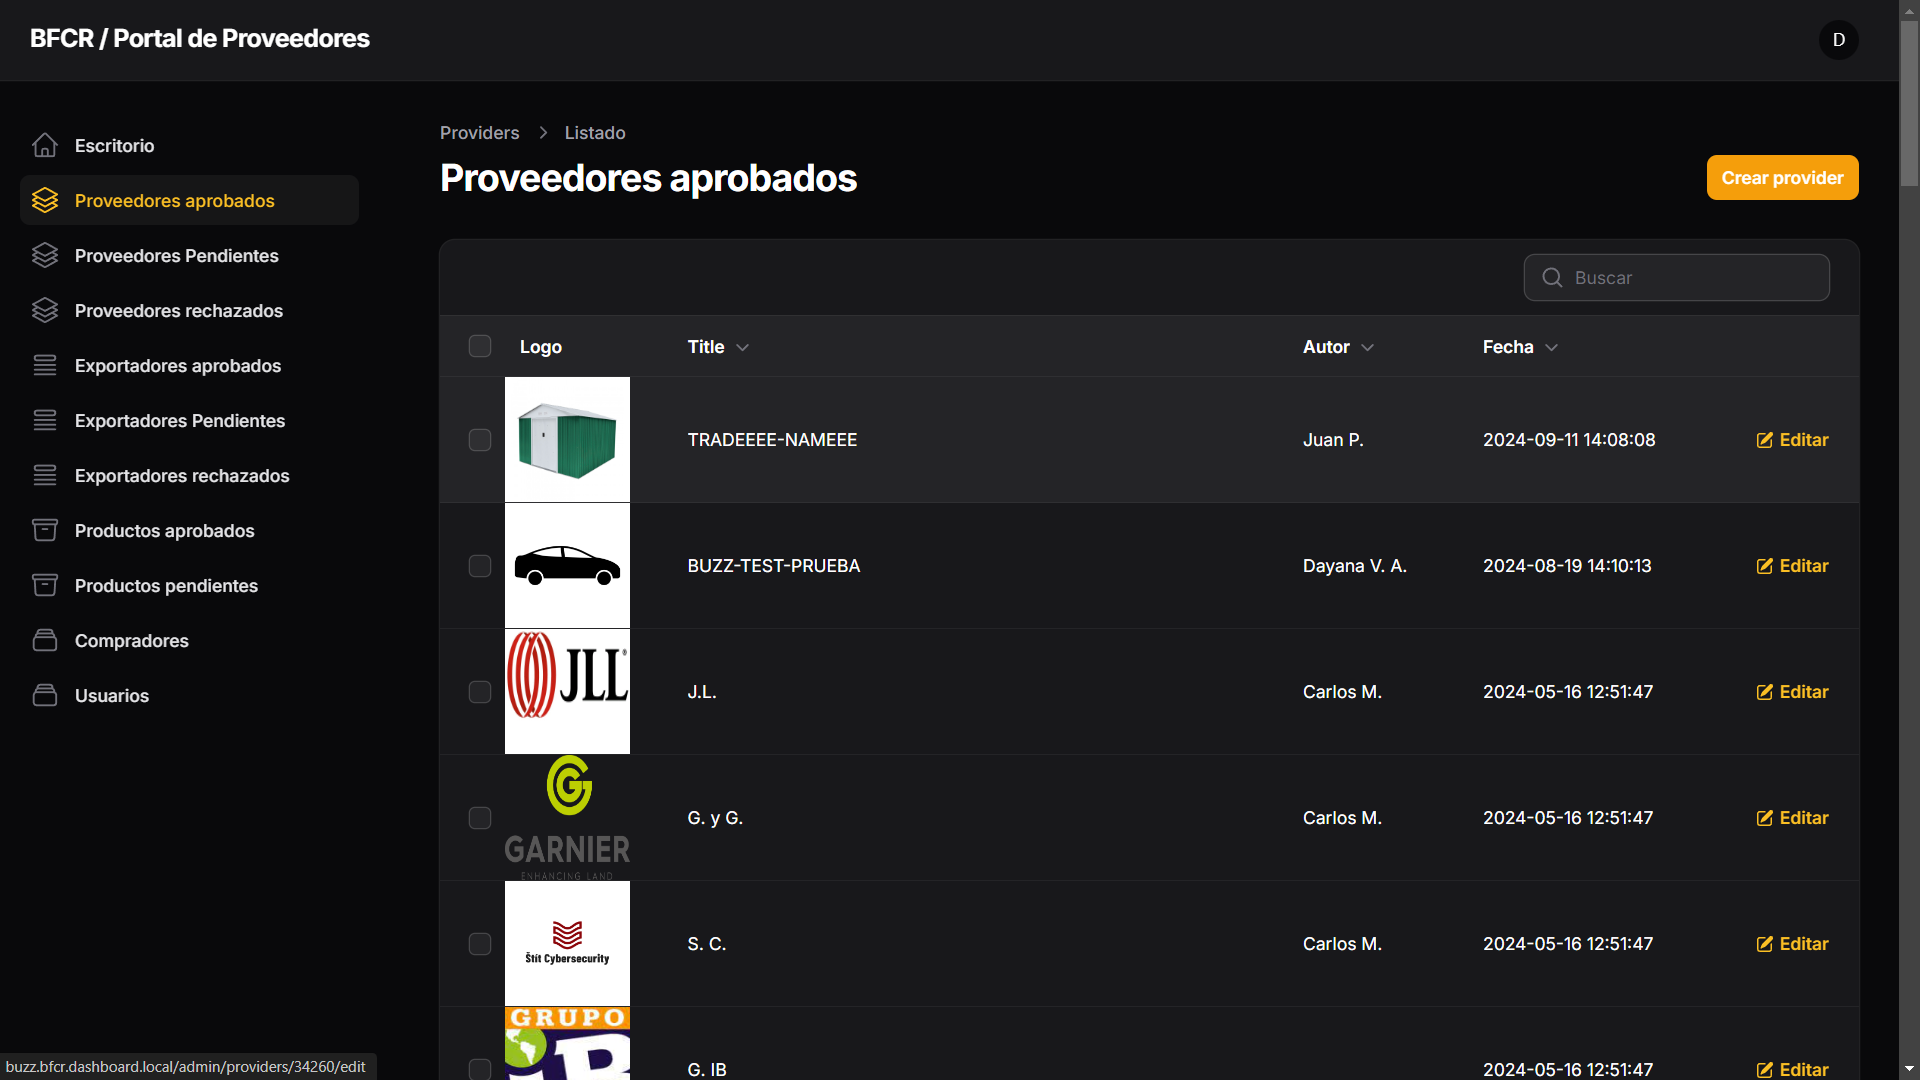 BFCR / Portal de Proveedores
D
Escritorio
Proveedores aprobados
Proveedores Pendientes
Proveedores rechazados
Exportadores aprobados
Exportadores Pendientes
Exportadores rechazados
Productos aprobados
Productos pendientes
Compradores
Usuarios
Providers > Listado
Proveedores aprobados
Crear provider
Buscar
Logo Title Autor Fecha
TRADEEEE-NAMEEE Juan P. 2024-09-11 14:08:08 Editar
BUZZ-TEST-PRUEBA Dayana V. A. 2024-08-19 14:10:13 Editar
JLL®
J.L. Carlos M. 2024-05-16 12:51:47 Editar
G
GARNIER
ENHANCING LAND
G. y G. Carlos M. 2024-05-16 12:51:47 Editar
Štít Cybersecurity
S. C. Carlos M. 2024-05-16 12:51:47 Editar
GRUPO
iB
G. IB 2024-05-16 12:51:47 Editar
buzz.bfcr.dashboard.local/admin/providers/34260/edit